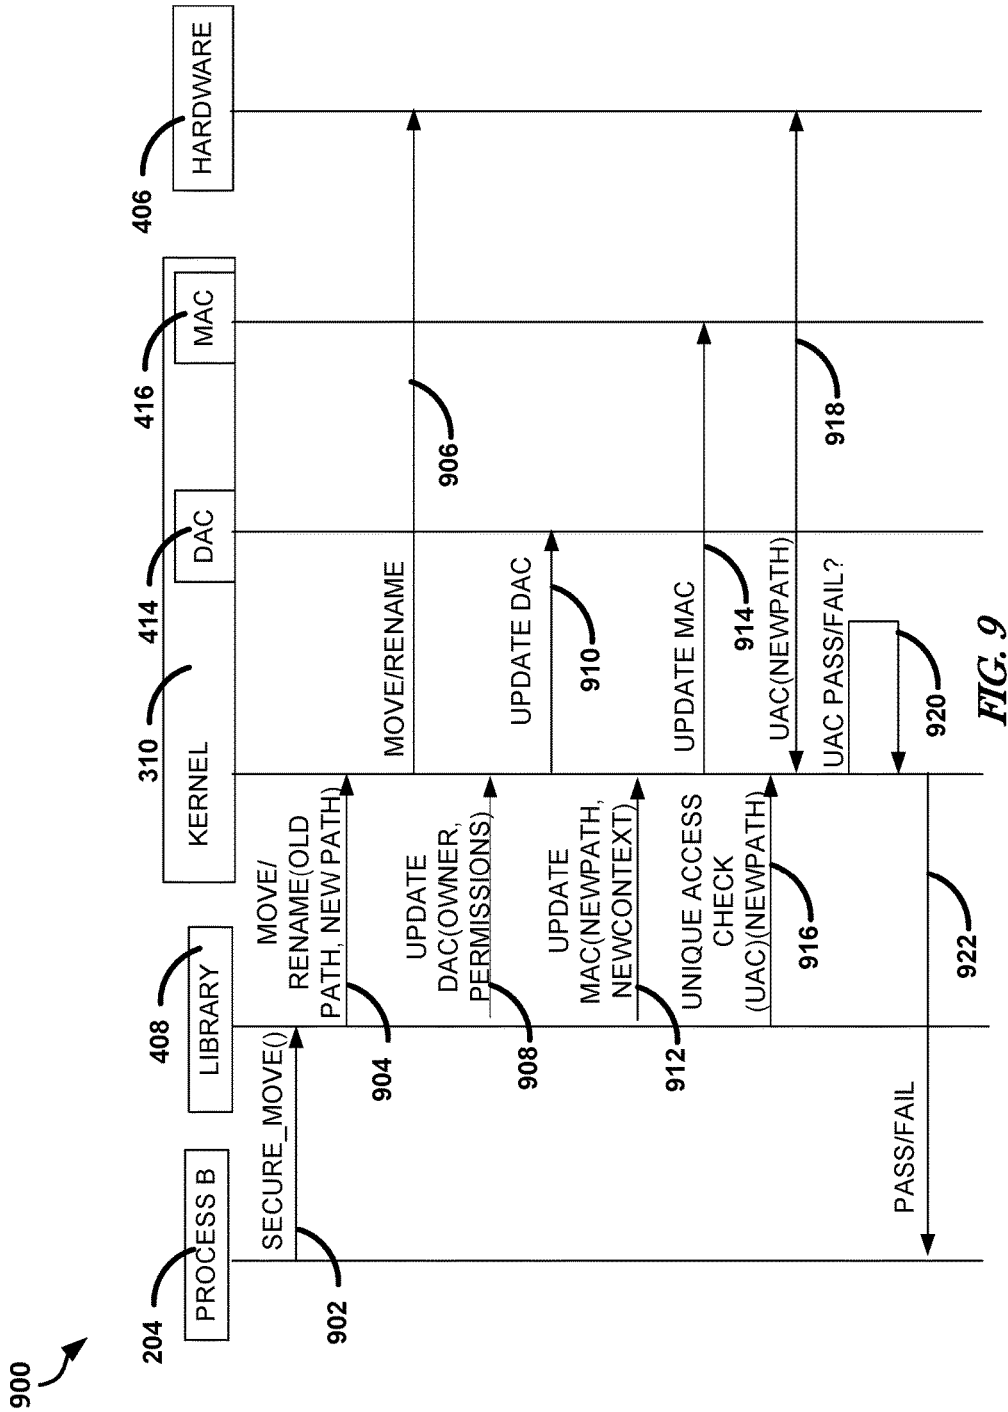 900
204
408
310
414
416
406
PROCESS B
LIBRARY
KERNEL
DAC
MAC
HARDWARE
SECURE_MOVE()
902
MOVE/
RENAME(OLD
PATH, NEW PATH)
904
MOVE/RENAME
906
UPDATE
DAC(OWNER,
PERMISSIONS)
908
UPDATE DAC
910
UPDATE
MAC(NEWPATH,
NEWCONTEXT)
912
UPDATE MAC
914
UNIQUE ACCESS
CHECK
(UAC)(NEWPATH)
916
UAC(NEWPATH)
918
UAC PASS/FAIL?
920
PASS/FAIL
922
FIG. 9